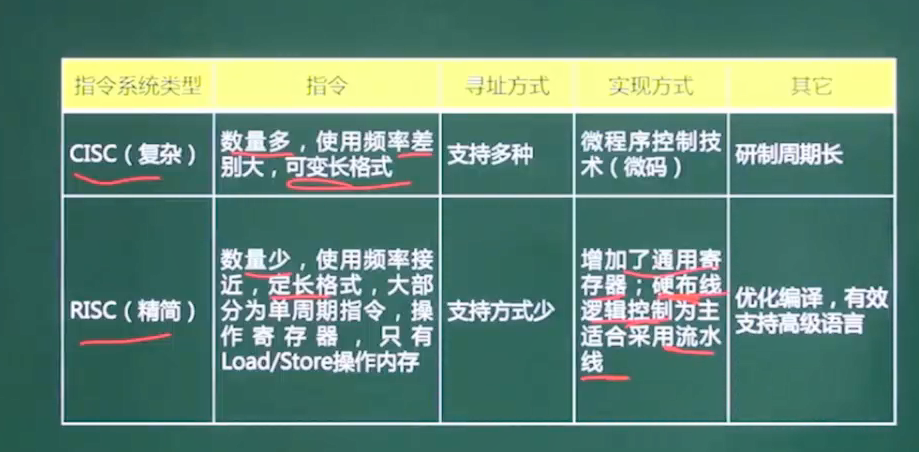 指令系统类型 指令 寻址方式 实现方式 其它
CISC（复杂）
数量多，使用频率差
别大，可变长格式
支持多种
微程序控制技
术（微码）
研制周期长
RISC（精简）
数量少，使用频率接
近，定长格式，大部
分为单周期指令，操
作寄存器，只有
Load/Store操作内存
支持方式少
增加了通用寄
存器；硬布线
逻辑控制为主
适合采用流水
线
优化编译，有效
支持高级语言